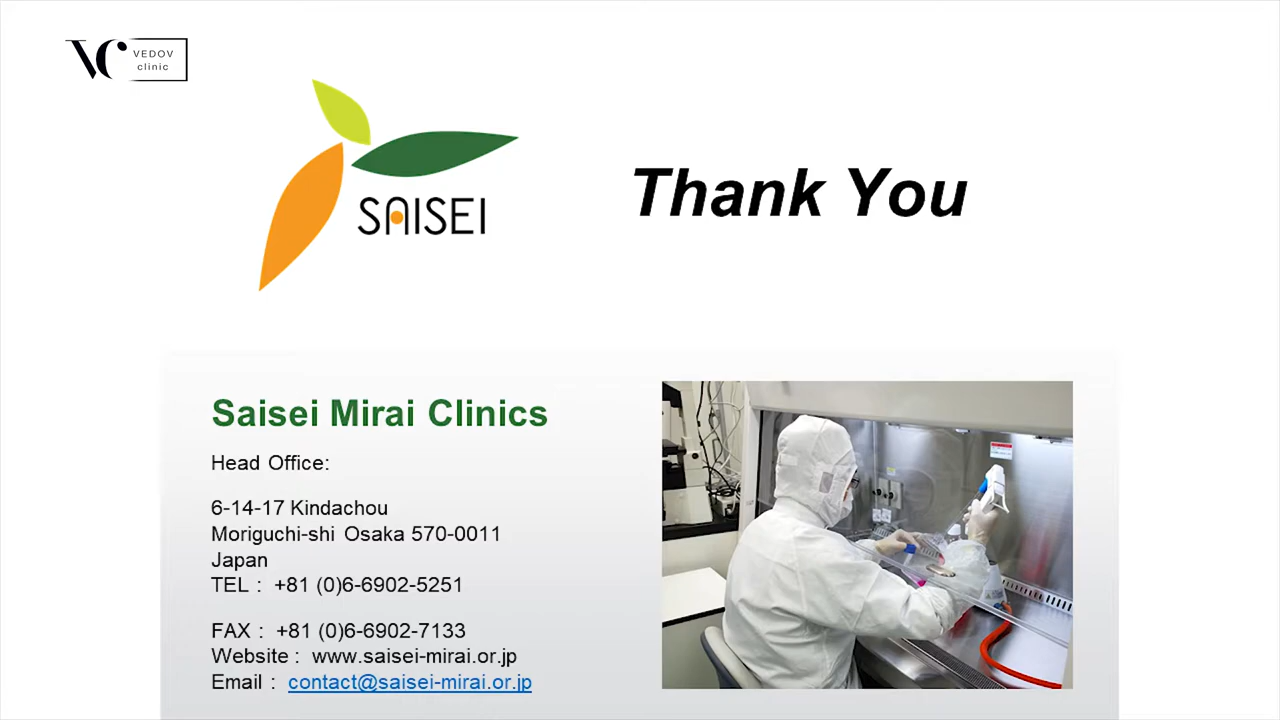 VC
VEDOV
clinic
SAISEI
Thank You
Saisei Mirai Clinics
Head Office:
6-14-17 Kindachou
Moriguchi-shi Osaka 570-0011
Japan
TEL : +81 (0)6-6902-5251
FAX : +81 (0)6-6902-7133
Website : www.saisei-mirai.or.jp
Email : contact@saisei-mirai.or.jp